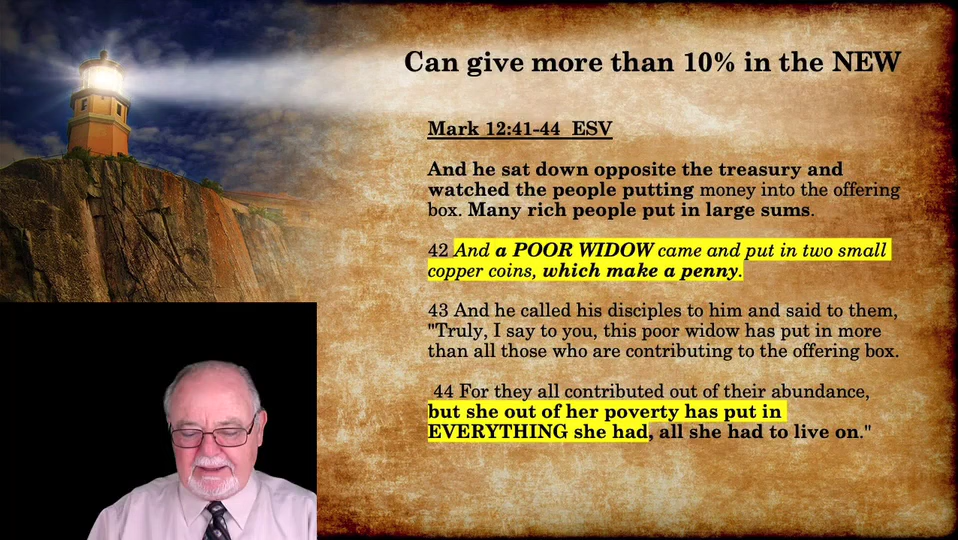 Can give more than 10% in the NEW
Mark 12:41-44 ESV
And he sat down opposite the treasury and
watched the people putting money into the offering
box. Many rich people put in large sums.
42 And a POOR WIDOW came and put in two small
copper coins, which make a penny.
43 And he called his disciples to him and said to them,
"Truly, I say to you, this poor widow has put in more
than all those who are contributing to the offering box.
44 For they all contributed out of their abundance,
but she out of her poverty has put in
EVERYTHING she had, all she had to live on."